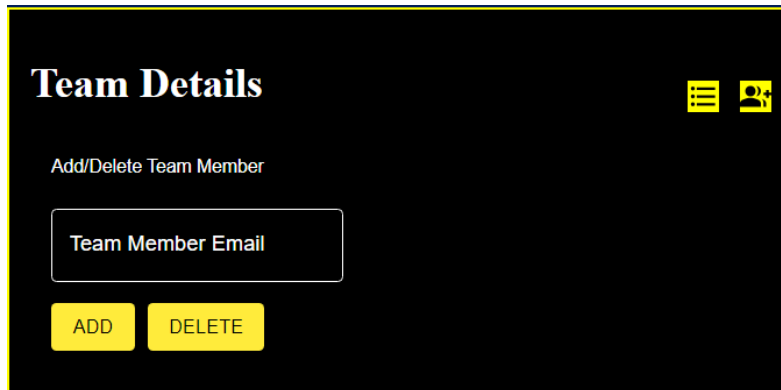 Team Details
Add/Delete Team Member
Team Member Email
ADD
DELETE